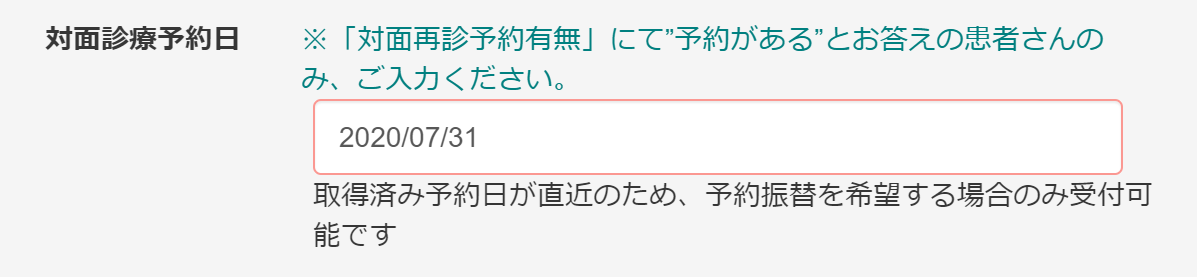 対面診療予約日
※「対面再診予約有無」にて”予約がある”とお答えの患者さんの
み、ご入力ください。
2020/07/31
取得済み予約日が直近のため、予約振替を希望する場合のみ受付可
能です